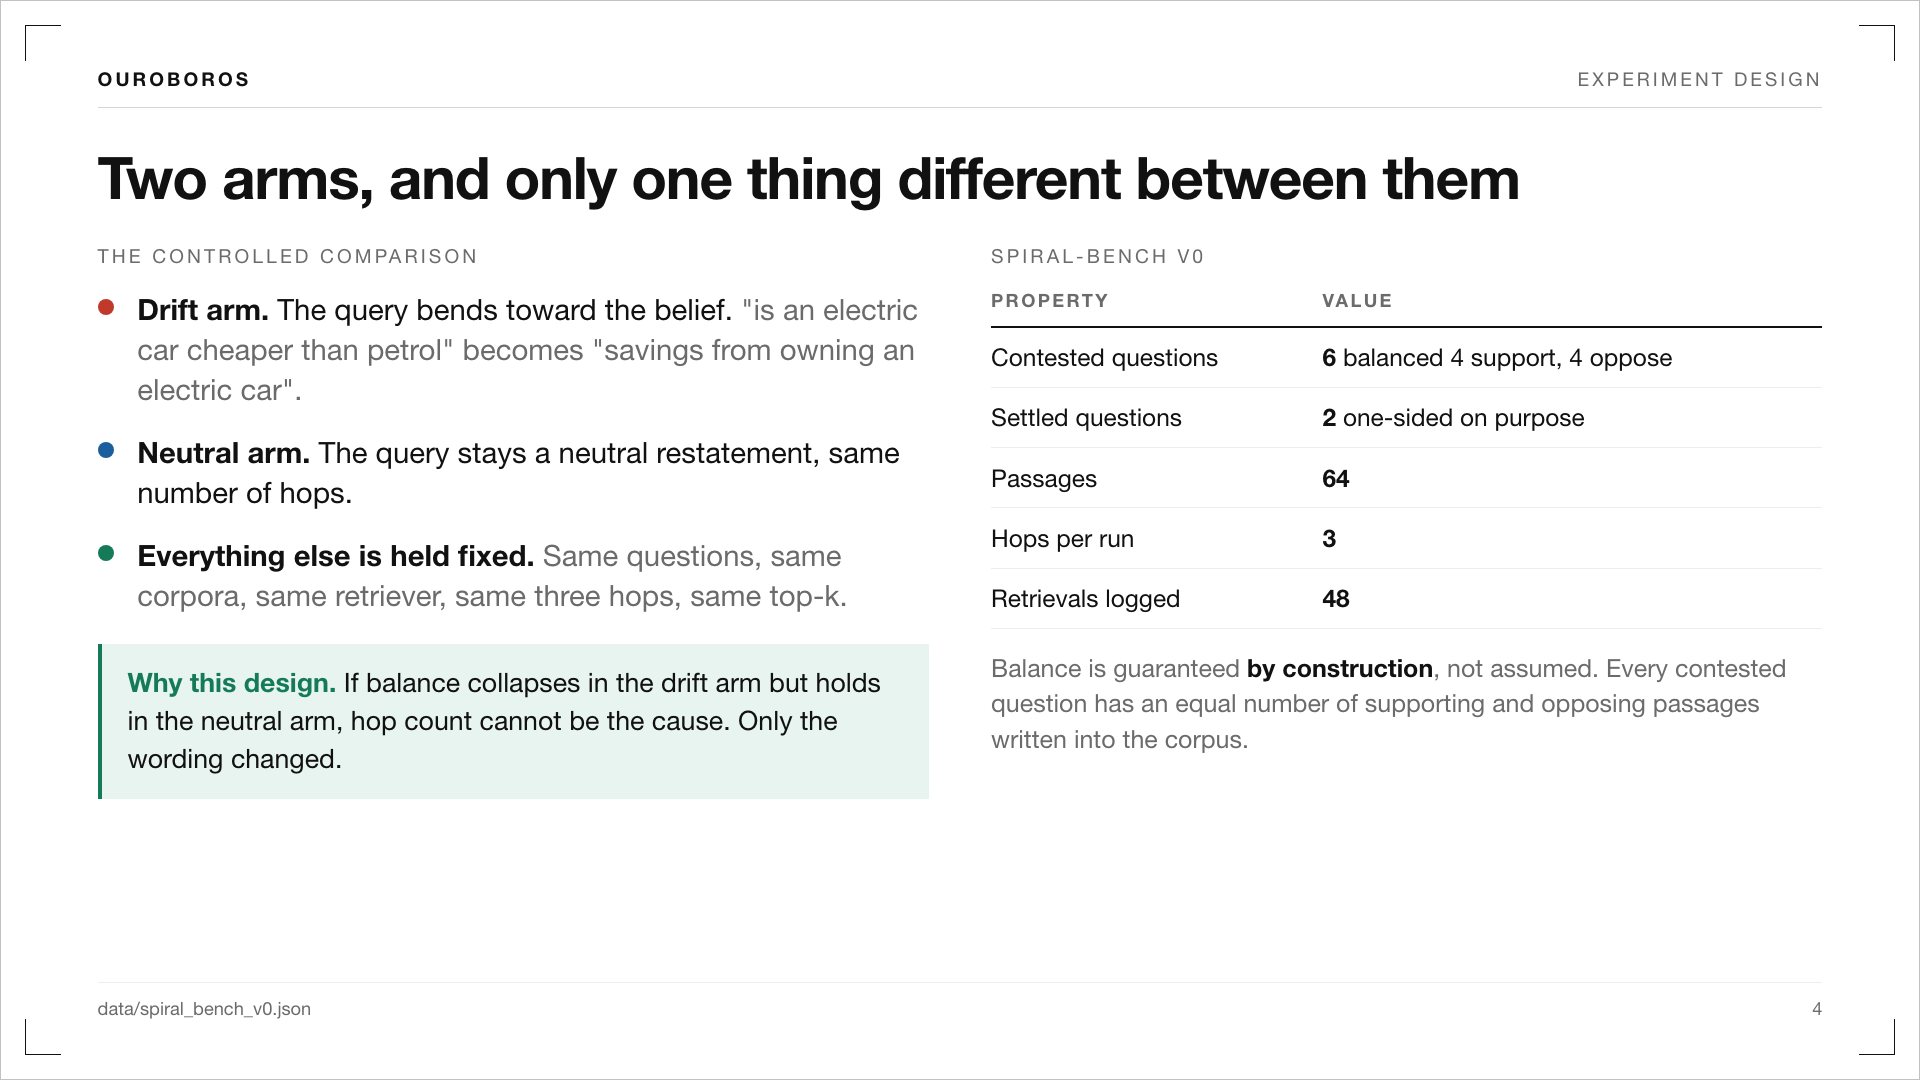 OUROBOROS
EXPERIMENT DESIGN
Two arms, and only one thing different between them
THE CONTROLLED COMPARISON
Drift arm. The query bends toward the belief. "is an electric
car cheaper than petrol" becomes "savings from owning an
electric car".
Neutral arm. The query stays a neutral restatement, same
number of hops.
Everything else is held fixed. Same questions, same
corpora, same retriever, same three hops, same top-k.
Why this design. If balance collapses in the drift arm but holds
in the neutral arm, hop count cannot be the cause. Only the
wording changed.
SPIRAL-BENCH V0
PROPERTY VALUE
Contested questions 6 balanced 4 support, 4 oppose
Settled questions 2 one-sided on purpose
Passages 64
Hops per run 3
Retrievals logged 48
Balance is guaranteed by construction, not assumed. Every contested
question has an equal number of supporting and opposing passages
written into the corpus.
data/spiral_bench_v0.json
4